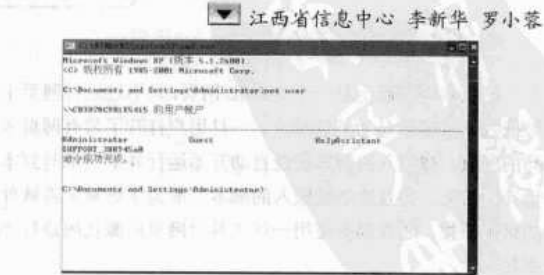 江西省信息中心 李新华 罗小蓉
Microsoft Windows XP [版本 5.1.2600]
<C> 版权所有 1985-2001 Microsoft Corp.
C:\Documents and Settings\Administrator>net user
的用户帐户
Administrator Guest HelpAssistant
SUPPORT_388945a0
命令成功完成。
C:\Documents and Settings\Administrator>